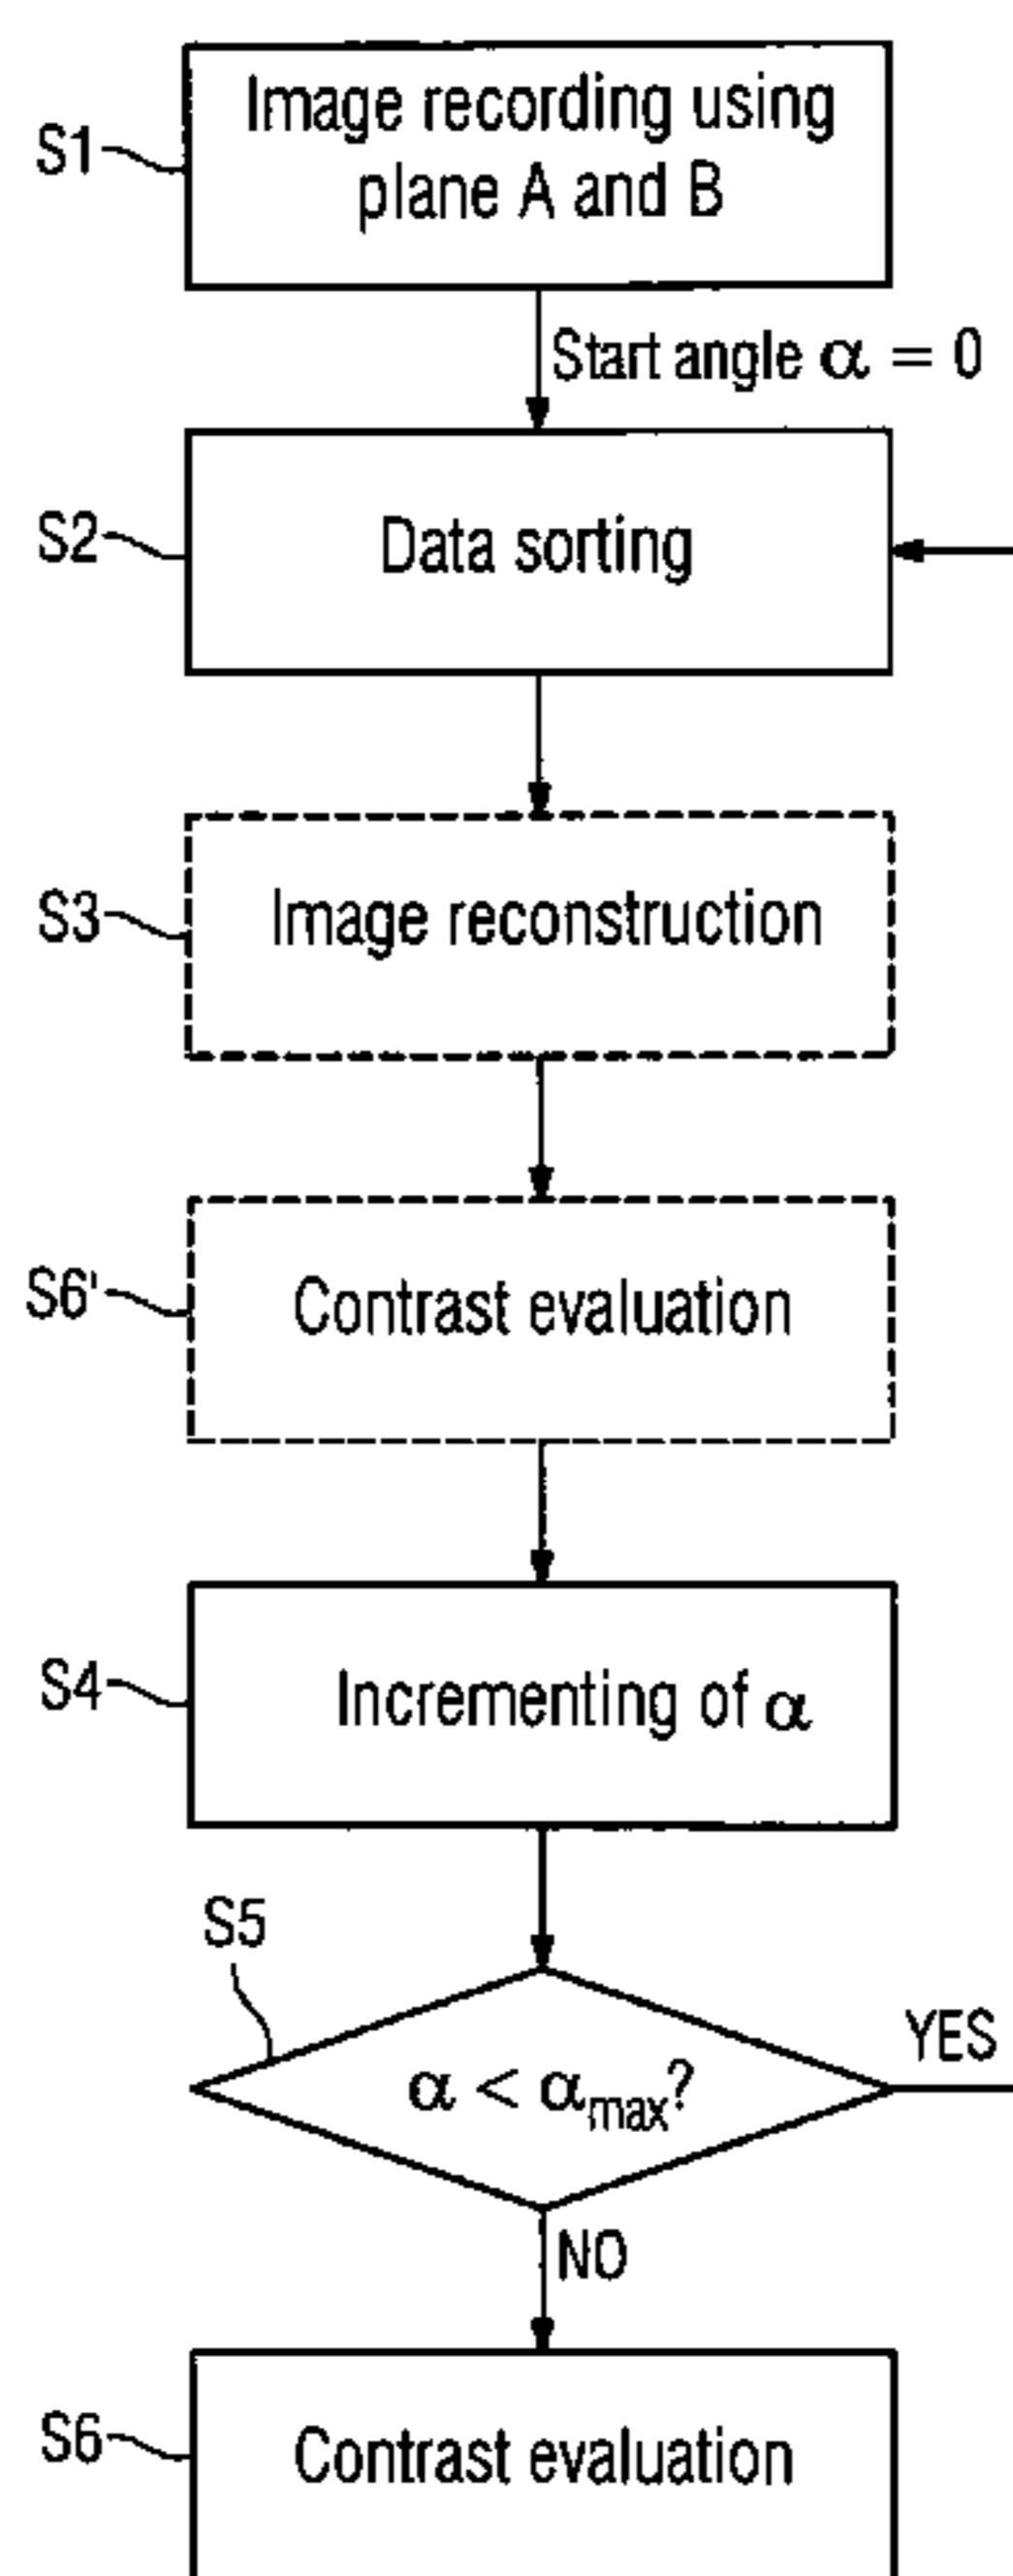 Image recording using
plane A and B
S1
Start angle α = 0
S2
Data sorting
S3
Image reconstruction
S6'
Contrast evaluation
S4
Incrementing of α
S5
α < αmax?
YES
NO
S6
Contrast evaluation